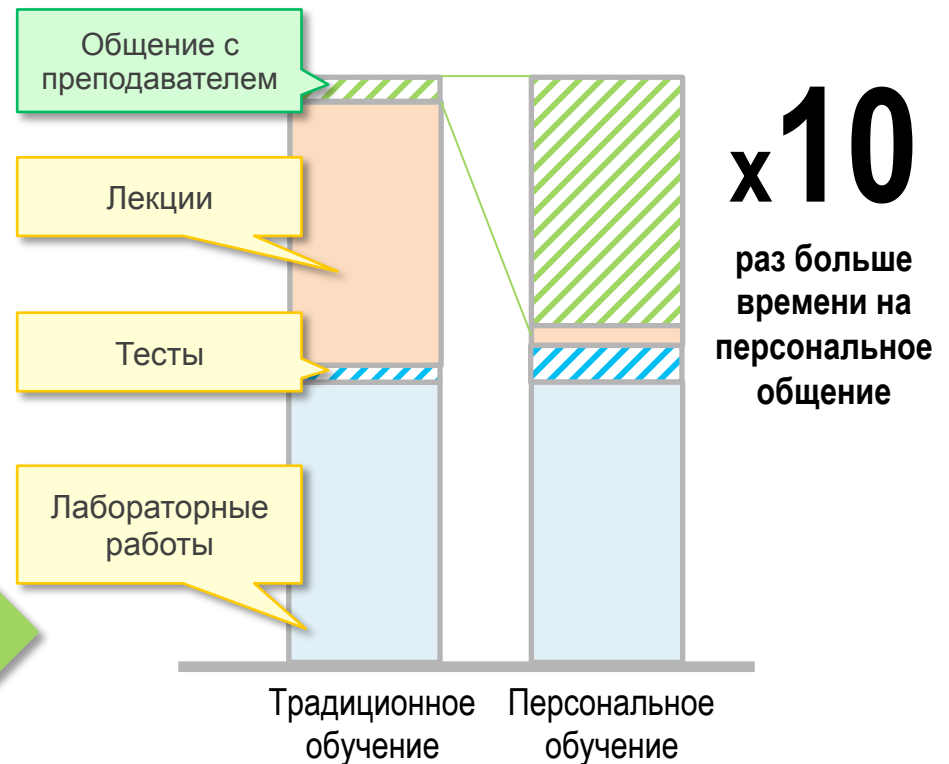 Общение с
преподавателем
Лекции
Тесты
Лабораторные
работы
x10
раз больше
времени на
персональное
общение
Традиционное
обучение
Персональное
обучение